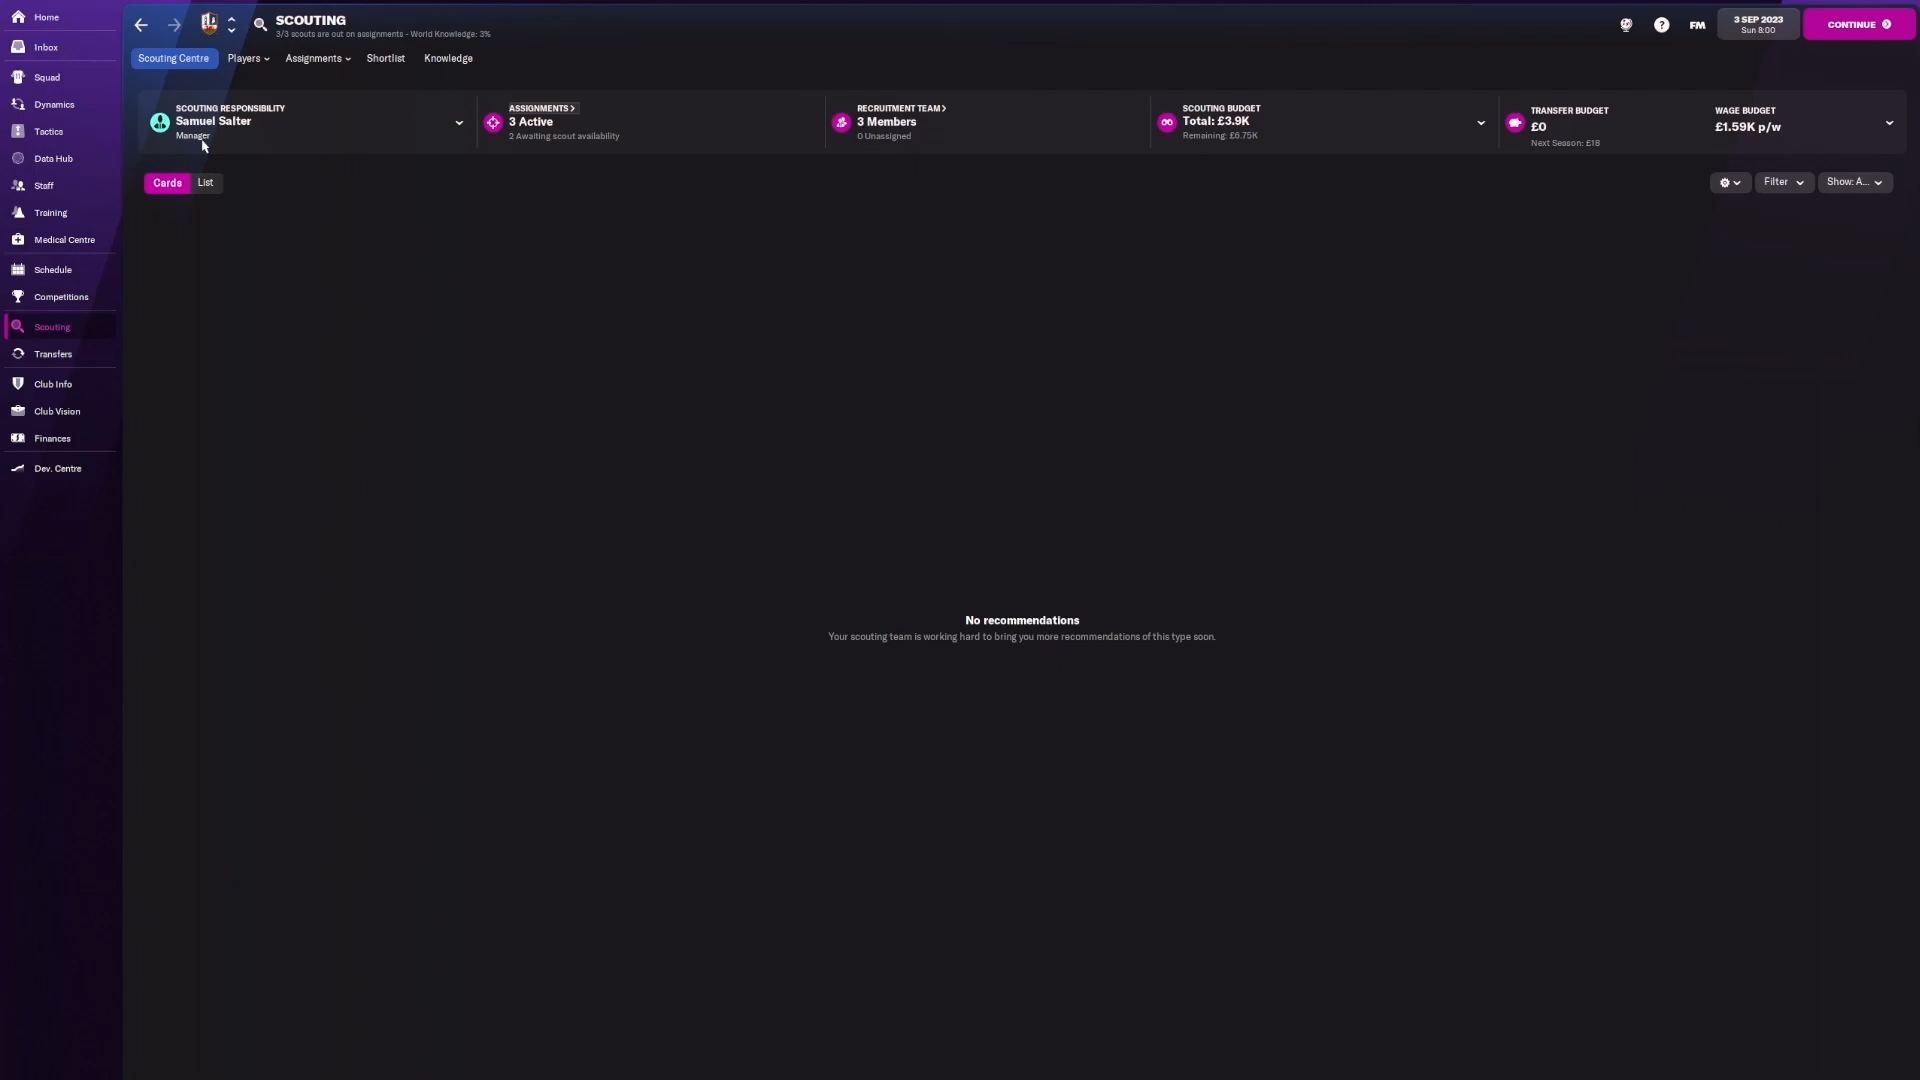 Home
Inbox
Squad
Dynamics
Tactics
Data Hub
Staff
Training
Medical Centre
Schedule
Competitions
Scouting
Transfers
Club Info
Club Vision
Finances
Dev. Centre
SCOUTING
3/3 scouts are out on assignments - World Knowledge: 3%
FM
3 SEP 2023
Sun 8:00
CONTINUE
Scouting Centre
Players
Assignments
Shortlist
Knowledge
SCOUTING RESPONSIBILITY
Samuel Salter
Manager
ASSIGNMENTS >
3 Active
2 Awaiting scout availability
RECRUITMENT TEAM >
3 Members
0 Unassigned
SCOUTING BUDGET
Total: £3.9K
Remaining: £6.75K
TRANSFER BUDGET
£0
Next Season: £18
WAGE BUDGET
£1.59K p/w
Cards
List
Filter
Show: A...
No recommendations
Your scouting team is working hard to bring you more recommendations of this type soon.